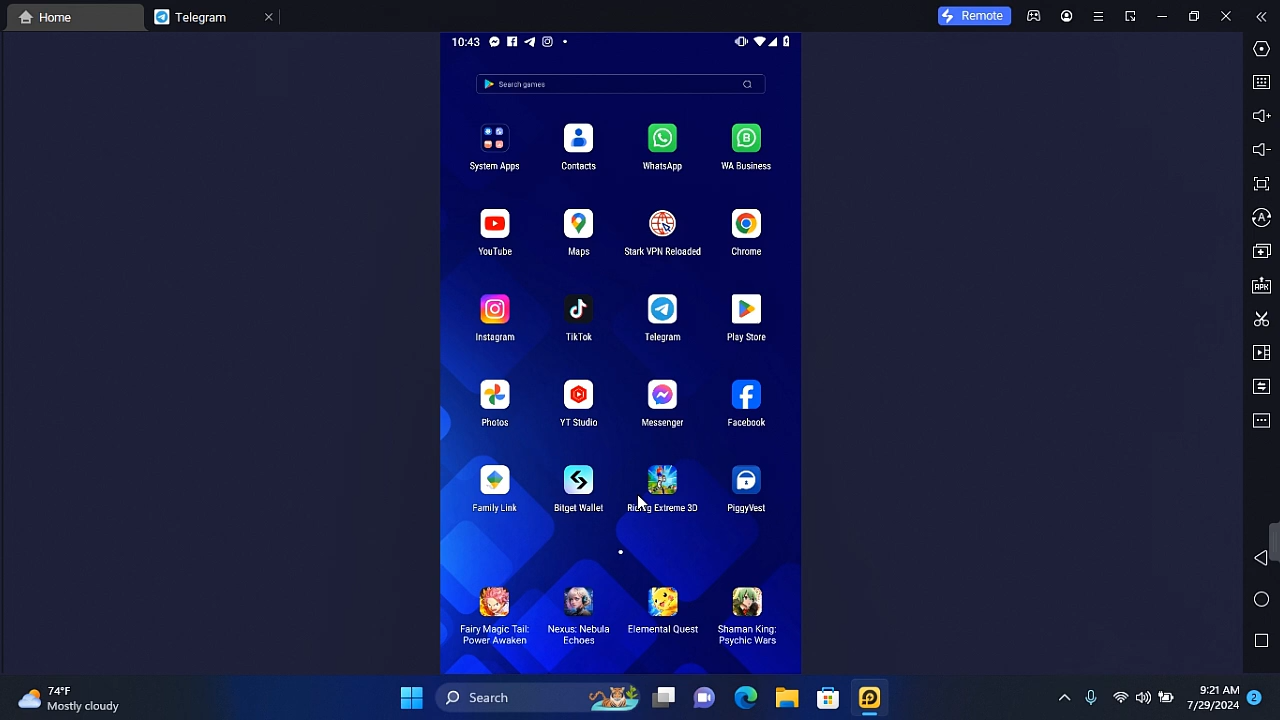 Home
Telegram
Remote
10:43
Search games
System Apps
Contacts
WhatsApp
WA Business
YouTube
Maps
Stark VPN Reloaded
Chrome
Instagram
TikTok
Telegram
Play Store
Photos
YT Studio
Messenger
Facebook
Family Link
Bitget Wallet
Riding Extreme 3D
PiggyVest
Fairy Magic Tail:
Power Awaken
Nexus: Nebula
Echoes
Elemental Quest
Shaman King:
Psychic Wars
APK
74°F
Mostly cloudy
Search
9:21 AM
7/29/2024
2